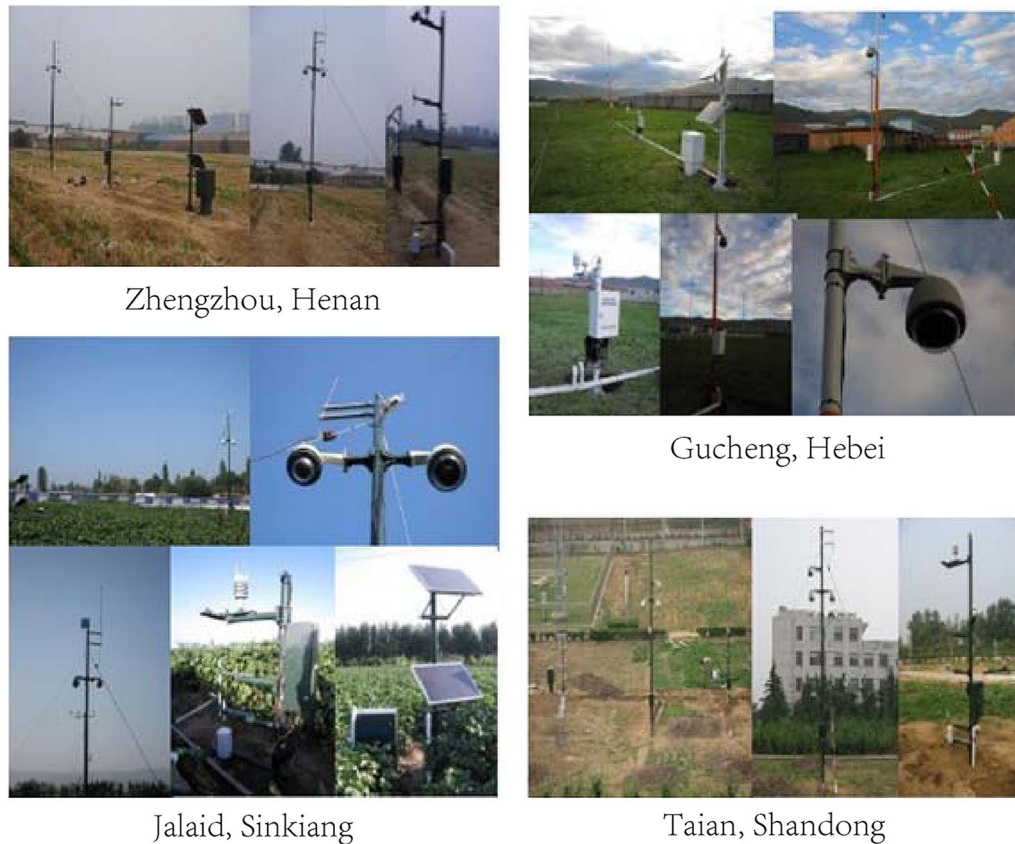 Zhengzhou, Henan
Gucheng, Hebei
Jalaid, Sinkiang
Taian, Shandong